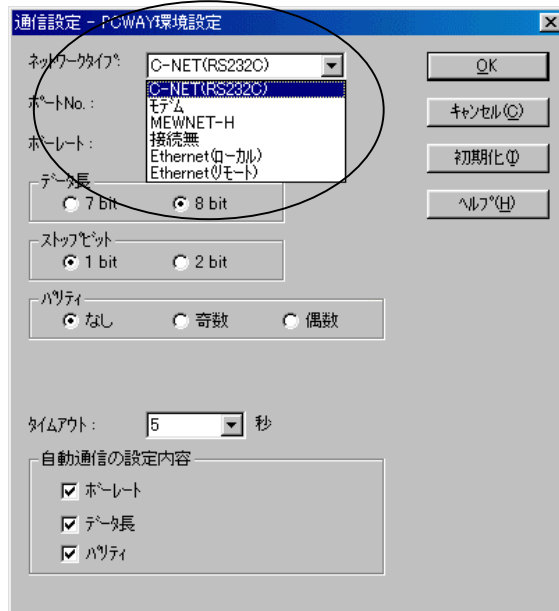 通信設定 - PCWAY環境設定
ﾈｯﾄﾜｰｸﾀｲﾌﾟ: C-NET(RS232C)
OK
C-NET(RS232C)
ﾓﾃﾞﾑ
MEWNET-H
接続無
Ethernet(ﾛｰｶﾙ)
Ethernet(ﾘﾓｰﾄ)
ﾎﾟｰﾄNo. :
ｷｬﾝｾﾙ(C)
ﾎﾞｰﾚｰﾄ :
初期化(I)
ﾃﾞｰﾀ長
7 bit 8 bit
ﾍﾙﾌﾟ(H)
ｽﾄｯﾌﾟﾋﾞｯﾄ
1 bit 2 bit
ﾊﾟﾘﾃｨ
なし 奇数 偶数
ﾀｲﾑｱｳﾄ : 5 秒
自動通信の設定内容
ﾎﾞｰﾚｰﾄ
ﾃﾞｰﾀ長
ﾊﾟﾘﾃｨ